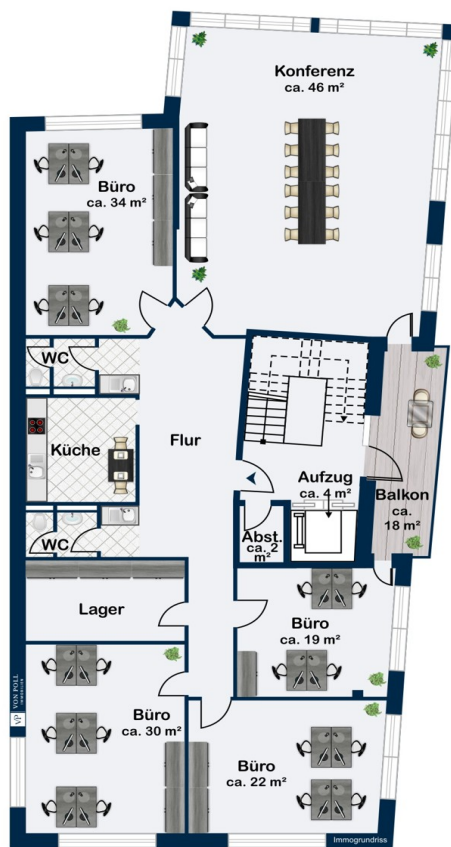 Konferenz
ca. 46 m²
Büro
ca. 34 m²
WC
Küche
Flur
Aufzug
ca. 4 m²
Balkon
ca.
18 m²
Abst.
ca. 2
m²
WC
Lager
Büro
ca. 19 m²
Büro
ca. 30 m²
Büro
ca. 22 m²
VP
VON POLL
IMMOBILIEN
Immogrundriss